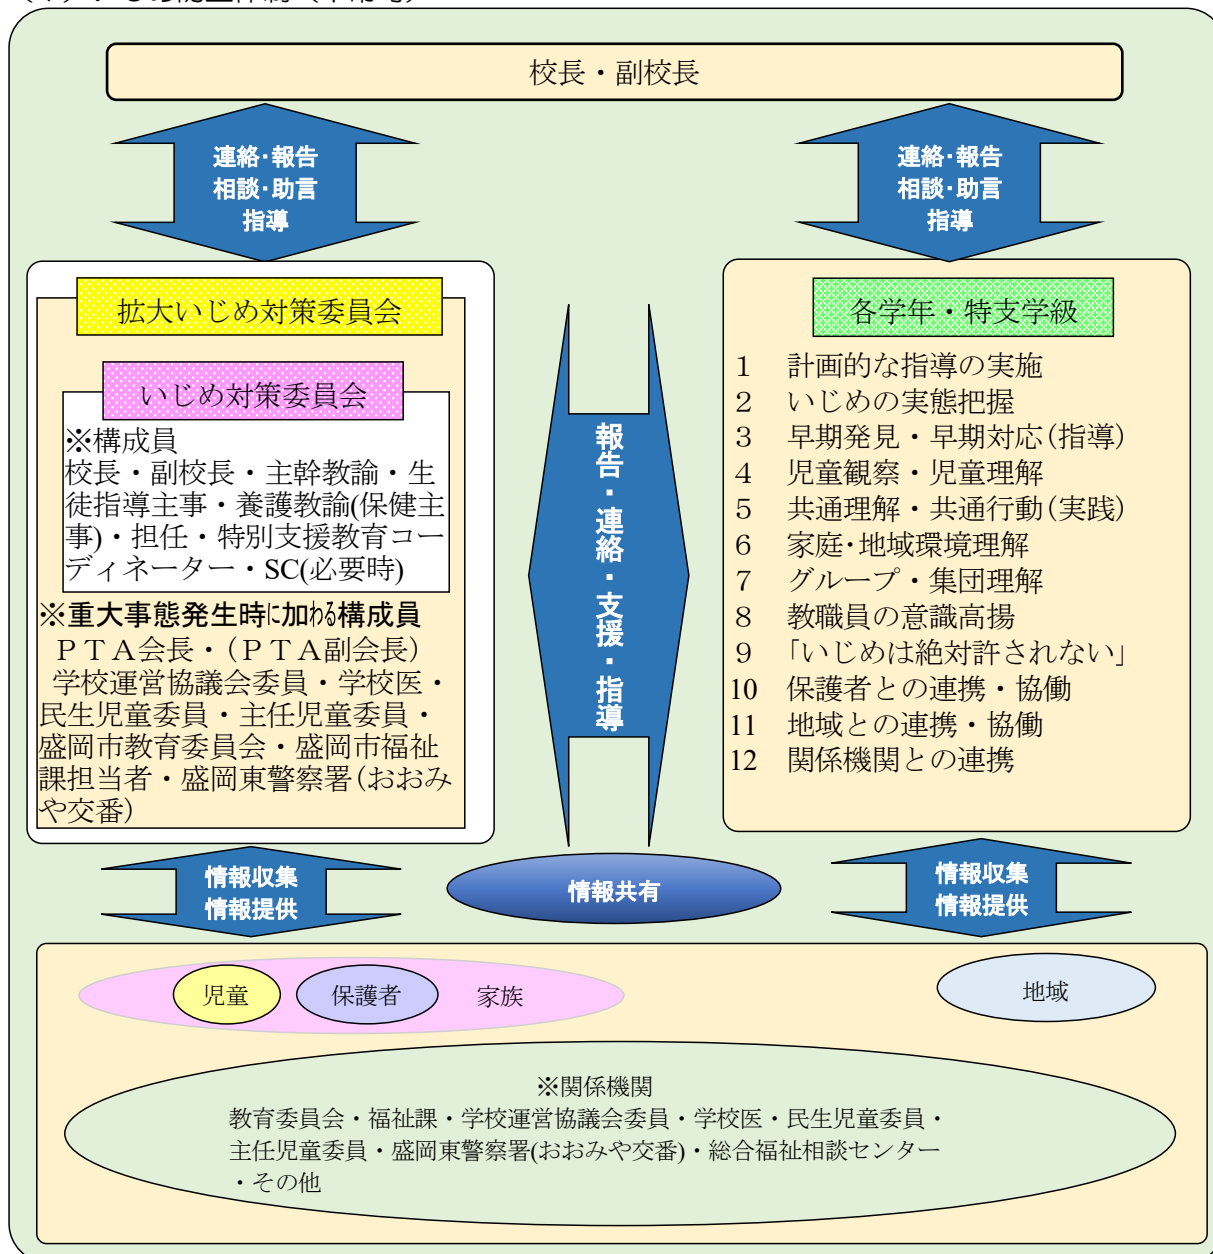 校長・副校長
連絡・報告
相談・助言
指導
連絡・報告
相談・助言
指導
拡大いじめ対策委員会
いじめ対策委員会
※構成員
校長・副校長・主幹教諭・生
徒指導主事・養護教諭(保健主
事)・担任・特別支援教育コー
ディネーター・SC(必要時)
※重大事態発生時に加わる構成員
ＰＴＡ会長・（ＰＴＡ副会長）
学校運営協議会委員・学校医・
民生児童委員・主任児童委員・
盛岡市教育委員会・盛岡市福祉
課担当者・盛岡東警察署(おおみ
や交番)
報告・連絡・支援・指導
各学年・特支学級
１　計画的な指導の実施
２　いじめの実態把握
３　早期発見・早期対応(指導)
４　児童観察・児童理解
５　共通理解・共通行動(実践)
６　家庭・地域環境理解
７　グループ・集団理解
８　教職員の意識高揚
９　「いじめは絶対許されない」
10　保護者との連携・協働
11　地域との連携・協働
12　関係機関との連携
情報収集
情報提供
情報共有
情報収集
情報提供
児童
保護者
家族
地域
※関係機関
教育委員会・福祉課・学校運営協議会委員・学校医・民生児童委員・
主任児童委員・盛岡東警察署(おおみや交番)・総合福祉相談センター
・その他